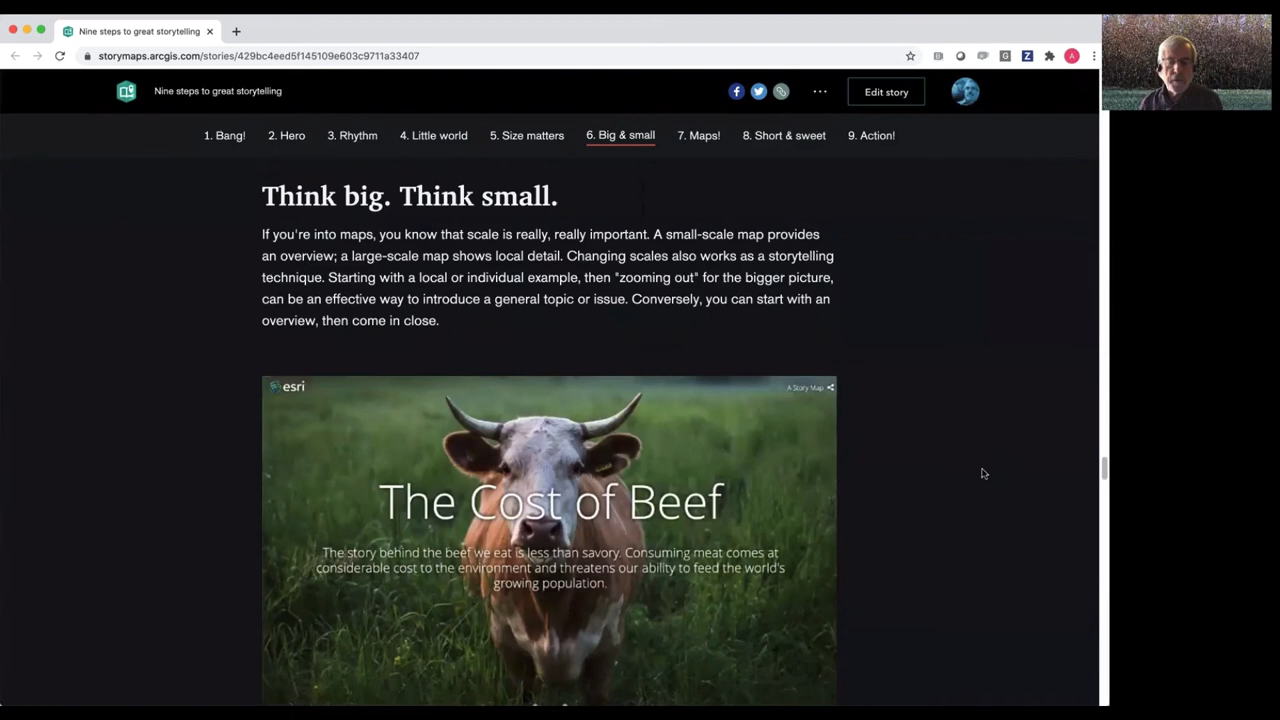 Nine steps to great storytelling
storymaps.arcgis.com/stories/429bc4eed5f145109e603c9711a33407
Nine steps to great storytelling
Edit story
1. Bang! 2. Hero 3. Rhythm 4. Little world 5. Size matters 6. Big & small 7. Maps! 8. Short & sweet 9. Action!
Think big. Think small.
If you're into maps, you know that scale is really, really important. A small-scale map provides
an overview; a large-scale map shows local detail. Changing scales also works as a storytelling
technique. Starting with a local or individual example, then "zooming out" for the bigger picture,
can be an effective way to introduce a general topic or issue. Conversely, you can start with an
overview, then come in close.
esri
A Story Map
The Cost of Beef
The story behind the beef we eat is less than savory. Consuming meat comes at
considerable cost to the environment and threatens our ability to feed the world's
growing population.